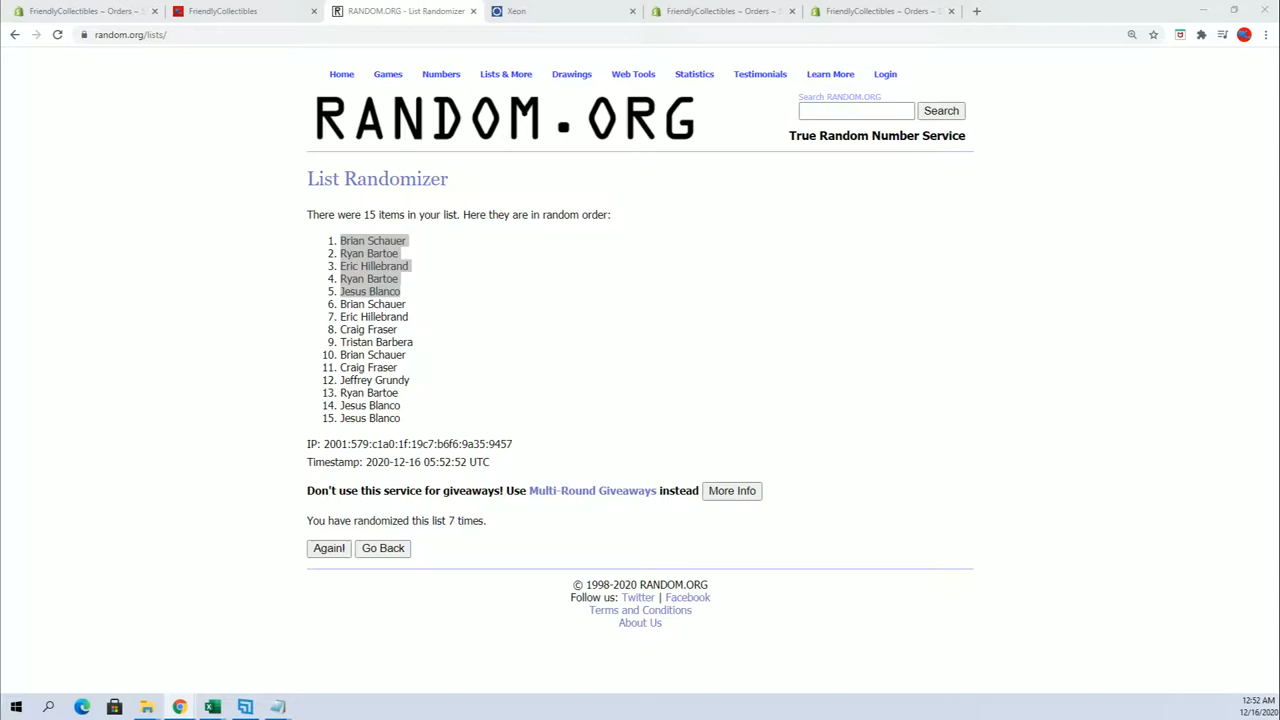 FriendlyCollectibles ~ Orders ~ S
FriendlyCollectibles
RANDOM.ORG - List Randomizer
Xeon
FriendlyCollectibles ~ Orders ~ S
FriendlyCollectibles ~ Orders ~ S
random.org/lists/
Home Games Numbers Lists & More Drawings Web Tools Statistics Testimonials Learn More Login
RANDOM.ORG
Search RANDOM.ORG
Search
True Random Number Service
List Randomizer
There were 15 items in your list. Here they are in random order:
1. Brian Schauer
2. Ryan Bartoe
3. Eric Hillebrand
4. Ryan Bartoe
5. Jesus Blanco
6. Brian Schauer
7. Eric Hillebrand
8. Craig Fraser
9. Tristan Barbera
10. Brian Schauer
11. Craig Fraser
12. Jeffrey Grundy
13. Ryan Bartoe
14. Jesus Blanco
15. Jesus Blanco
IP: 2001:579:c1a0:1f:19c7:b6f6:9a35:9457
Timestamp: 2020-12-16 05:52:52 UTC
Don't use this service for giveaways! Use Multi-Round Giveaways instead More Info
You have randomized this list 7 times.
Again! Go Back
© 1998-2020 RANDOM.ORG
Follow us: Twitter | Facebook
Terms and Conditions
About Us
12:52 AM
12/16/2020